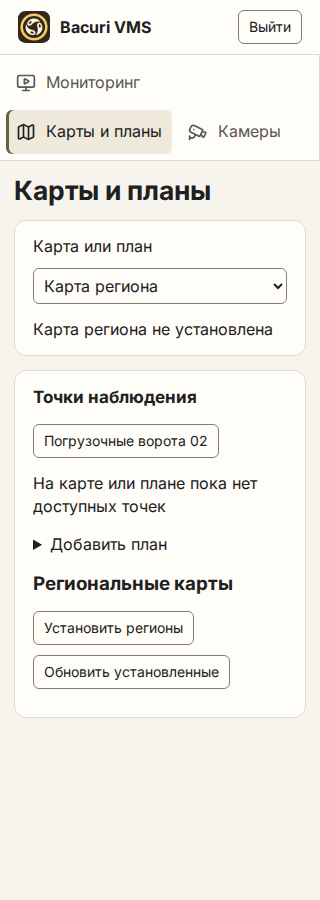 Bacuri VMS
Выйти
Мониторинг
Карты и планы
Камеры
Карты и планы
Карта или план
Карта региона
Карта региона не установлена
Точки наблюдения
Погрузочные ворота 02
На карте или плане пока нет
доступных точек
Добавить план
Региональные карты
Установить регионы
Обновить установленные